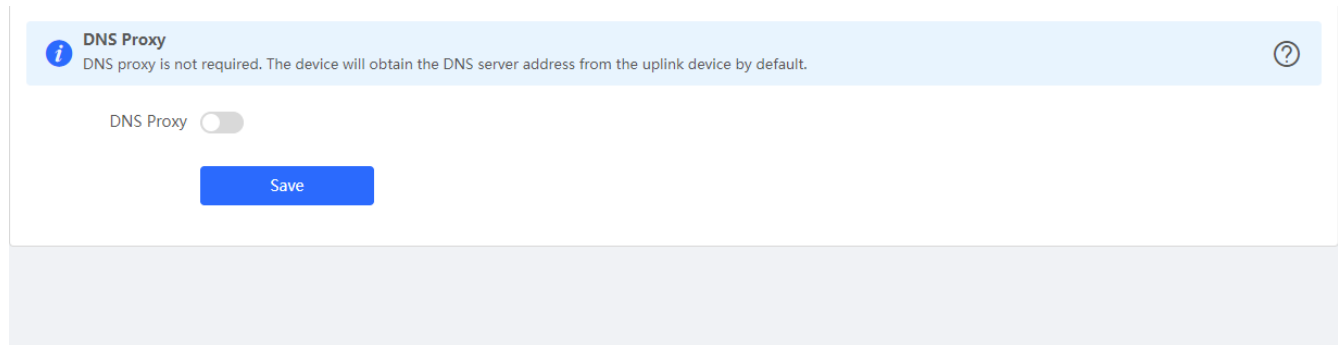 DNS Proxy
DNS proxy is not required. The device will obtain the DNS server address from the uplink device by default.
DNS Proxy
Save